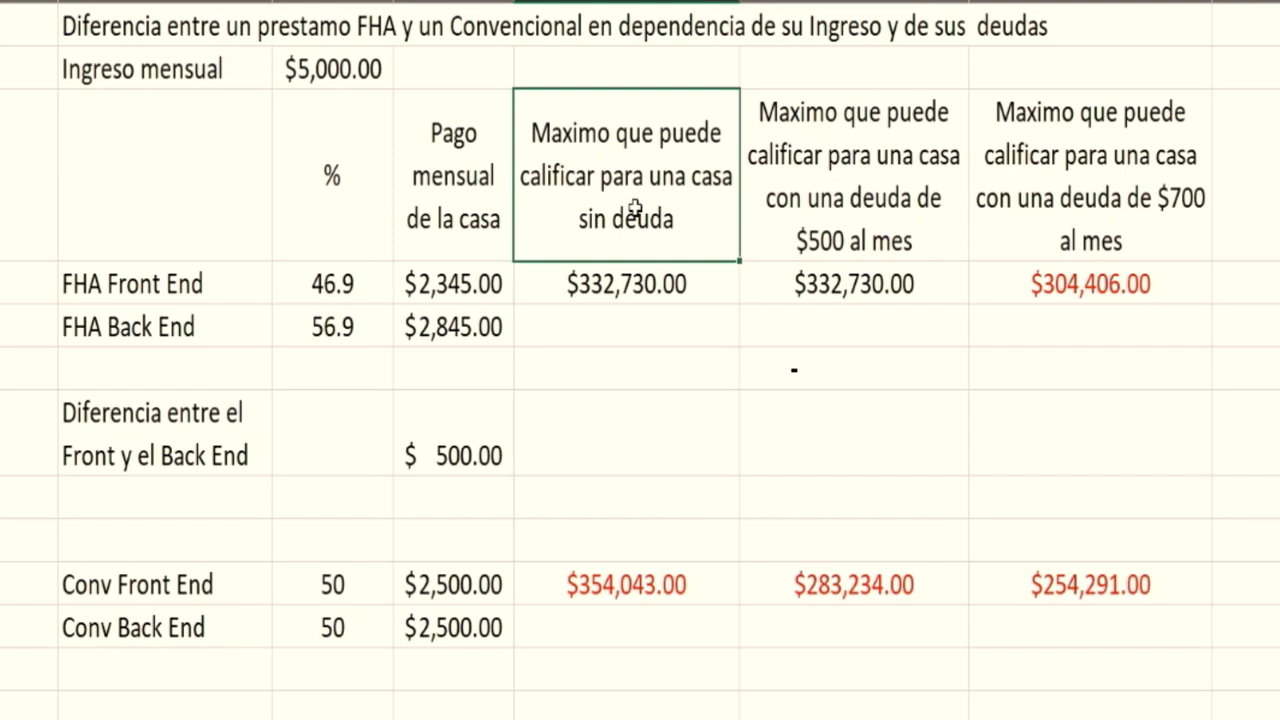 Diferencia entre un prestamo FHA y un Convencional en dependencia de su Ingreso y de sus deudas
Ingreso mensual $5,000.00
%
Pago
mensual
de la casa
Maximo que puede
calificar para una casa
sin deuda
Maximo que puede
calificar para una casa
con una deuda de
$500 al mes
Maximo que puede
calificar para una casa
con una deuda de $700
al mes
FHA Front End 46.9 $2,345.00 $332,730.00 $332,730.00 $304,406.00
FHA Back End 56.9 $2,845.00
-
Diferencia entre el
Front y el Back End $ 500.00
Conv Front End 50 $2,500.00 $354,043.00 $283,234.00 $254,291.00
Conv Back End 50 $2,500.00